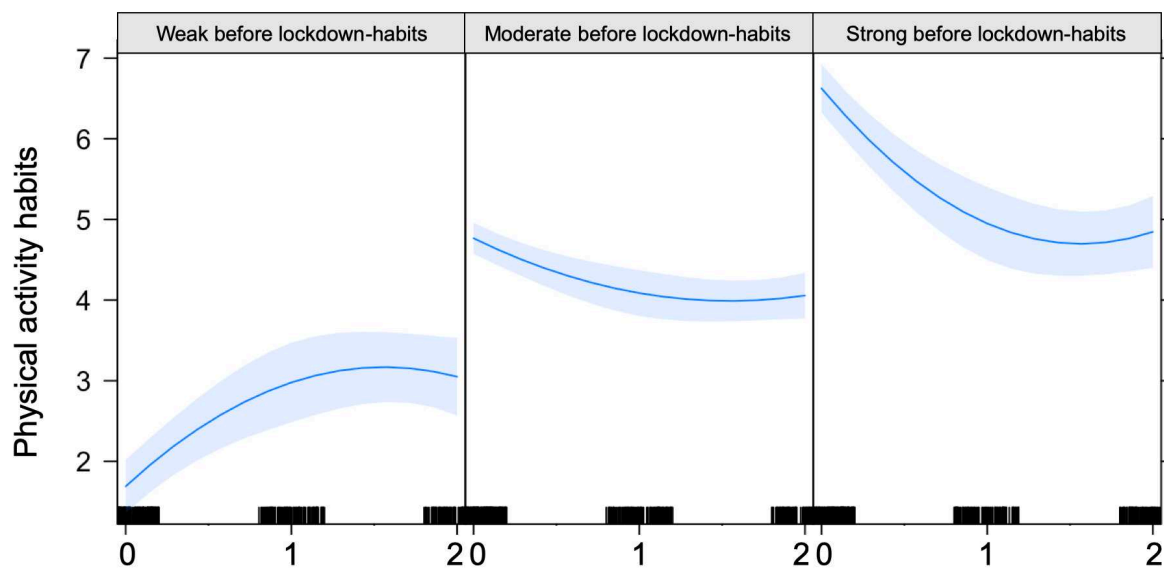 Weak before lockdown-habits
Moderate before lockdown-habits
Strong before lockdown-habits
Physical activity habits
7
6
5
4
3
2
0 1 2 0 1 2 0 1 2